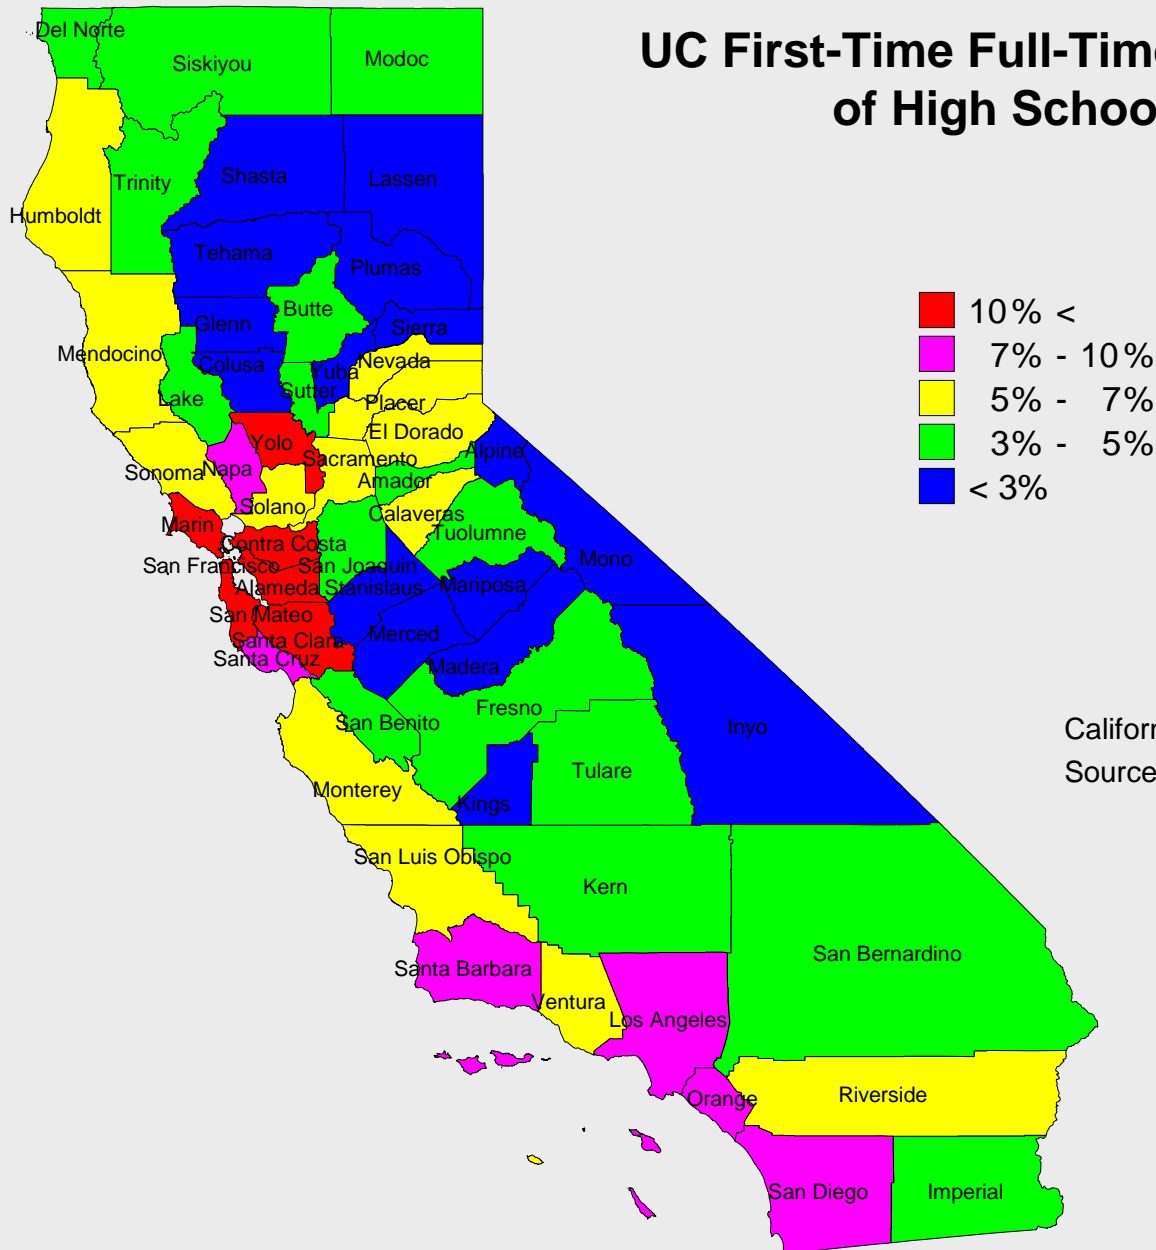 UC First-Time Full-Time
of High Schoo
10% <
7% - 10%
5% - 7%
3% - 5%
< 3%
Californ
Source
Del Norte
Siskiyou
Modoc
Humboldt
Trinity
Shasta
Lassen
Tehama
Plumas
Butte
Glenn
Sierra
Mendocino
Colusa
Nevada
Yuba
Sutter
Lake
Placer
El Dorado
Yolo
Alpine
Sonoma
Napa
Sacramento
Amador
Solano
Calaveras
Marin
Tuolumne
Contra Costa
Mono
San Francisco
San Joaquin
Alameda
Stanislaus
Mariposa
San Mateo
Santa Clara
Merced
Santa Cruz
Madera
Fresno
San Benito
Inyo
Tulare
Monterey
Kings
San Luis Obispo
Kern
San Bernardino
Santa Barbara
Ventura
Los Angeles
Orange
Riverside
San Diego
Imperial